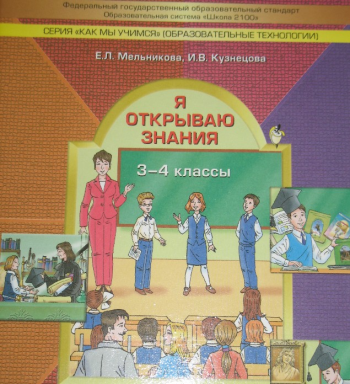 Федеральный государственный образовательный стандарт
Образовательная система «Школа 2100»
СЕРИЯ «КАК МЫ УЧИМСЯ» (ОБРАЗОВАТЕЛЬНЫЕ ТЕХНОЛОГИИ)
Е.Л. Мельникова, И.В. Кузнецова
Я
ОТКРЫВАЮ
ЗНАНИЯ
3–4 классы